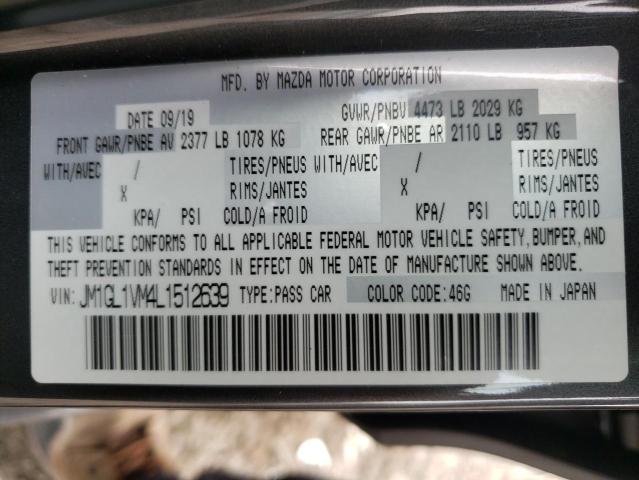 MFD. BY MAZDA MOTOR CORPORATION
DATE 09/19 GVWR/PNBV 4473 LB 2029 KG
FRONT GAWR/PNBE AV 2377 LB 1078 KG REAR GAWR/PNBE AR 2110 LB 957 KG
WITH/AVEC / TIRES/PNEUS WITH/AVEC / TIRES/PNEUS
X RIMS/JANTES X RIMS/JANTES
KPA/ PSI COLD/A FROID KPA/ PSI COLD/A FROID
THIS VEHICLE CONFORMS TO ALL APPLICABLE FEDERAL MOTOR VEHICLE SAFETY, BUMPER, AND
THEFT PREVENTION STANDARDS IN EFFECT ON THE DATE OF MANUFACTURE SHOWN ABOVE.
VIN: JM1GL1VM4L1512639 TYPE:PASS CAR COLOR CODE:46G MADE IN JAPAN